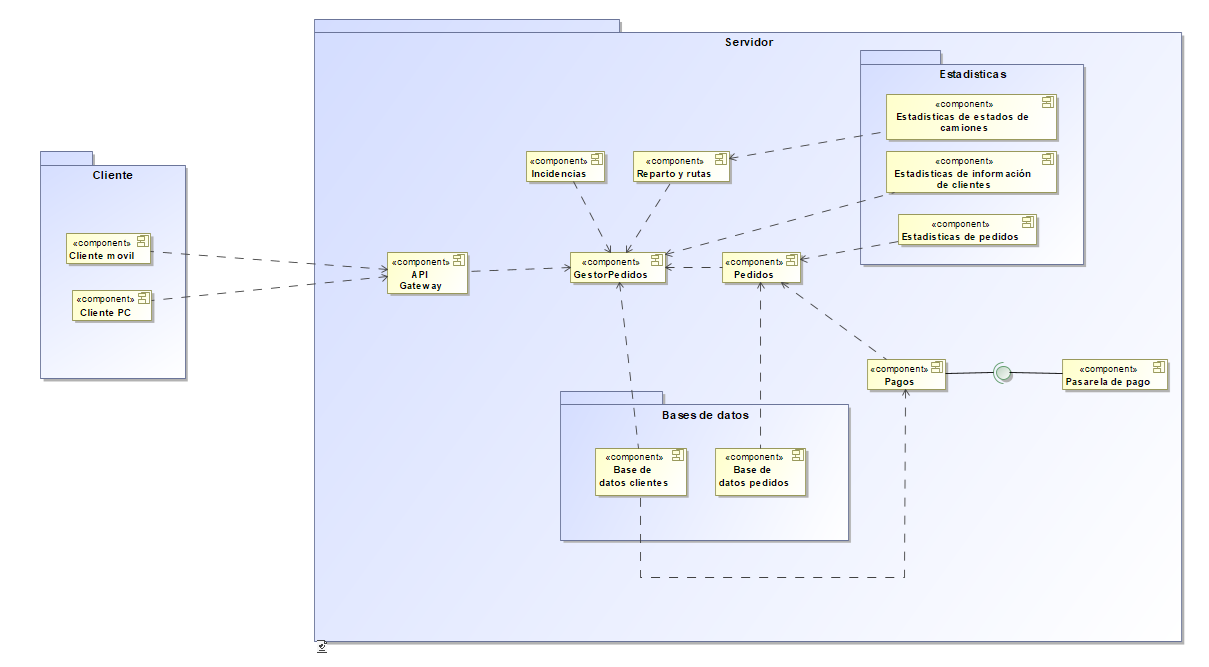 Servidor
Estadisticas
«component»
Estadisticas de estados de
camiones
«component»
Estadisticas de información
de clientes
«component»
Estadisticas de pedidos
«component»
Incidencias
«component»
Reparto y rutas
Cliente
«component»
Cliente movil
«component»
Cliente PC
«component»
API
Gateway
«component»
GestorPedidos
«component»
Pedidos
«component»
Pagos
«component»
Pasarela de pago
Bases de datos
«component»
Base de
datos clientes
«component»
Base de
datos pedidos